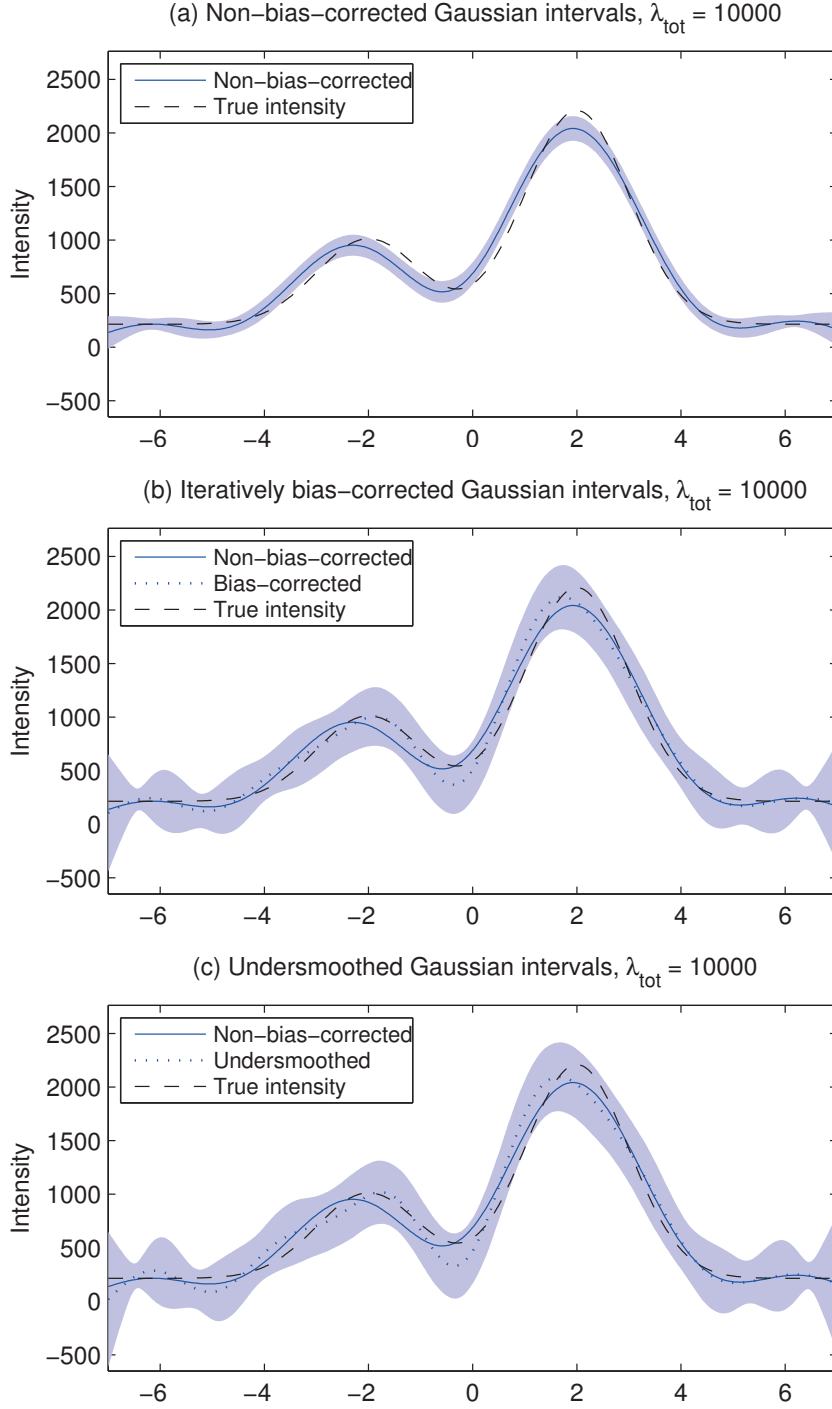 (a) Non−bias−corrected Gaussian intervals, λtot = 10000
Non−bias−corrected
True intensity
Intensity
2500
2000
1500
1000
500
0
−500
−6 −4 −2 0 2 4 6
(b) Iteratively bias−corrected Gaussian intervals, λtot = 10000
Non−bias−corrected
Bias−corrected
True intensity
Intensity
2500
2000
1500
1000
500
0
−500
−6 −4 −2 0 2 4 6
(c) Undersmoothed Gaussian intervals, λtot = 10000
Non−bias−corrected
Undersmoothed
True intensity
Intensity
2500
2000
1500
1000
500
0
−500
−6 −4 −2 0 2 4 6